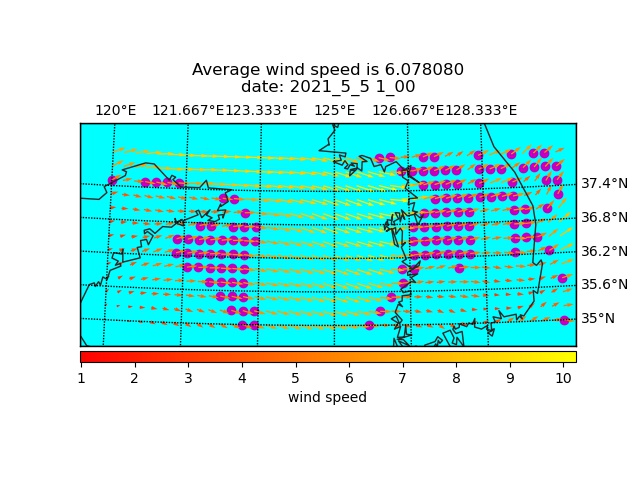 Average wind speed is 6.078080
date: 2021_5_5 1_00
120°E 121.667°E 123.333°E 125°E 126.667°E 128.333°E
37.4°N
36.8°N
36.2°N
35.6°N
35°N
1 2 3 4 5 6 7 8 9 10
wind speed